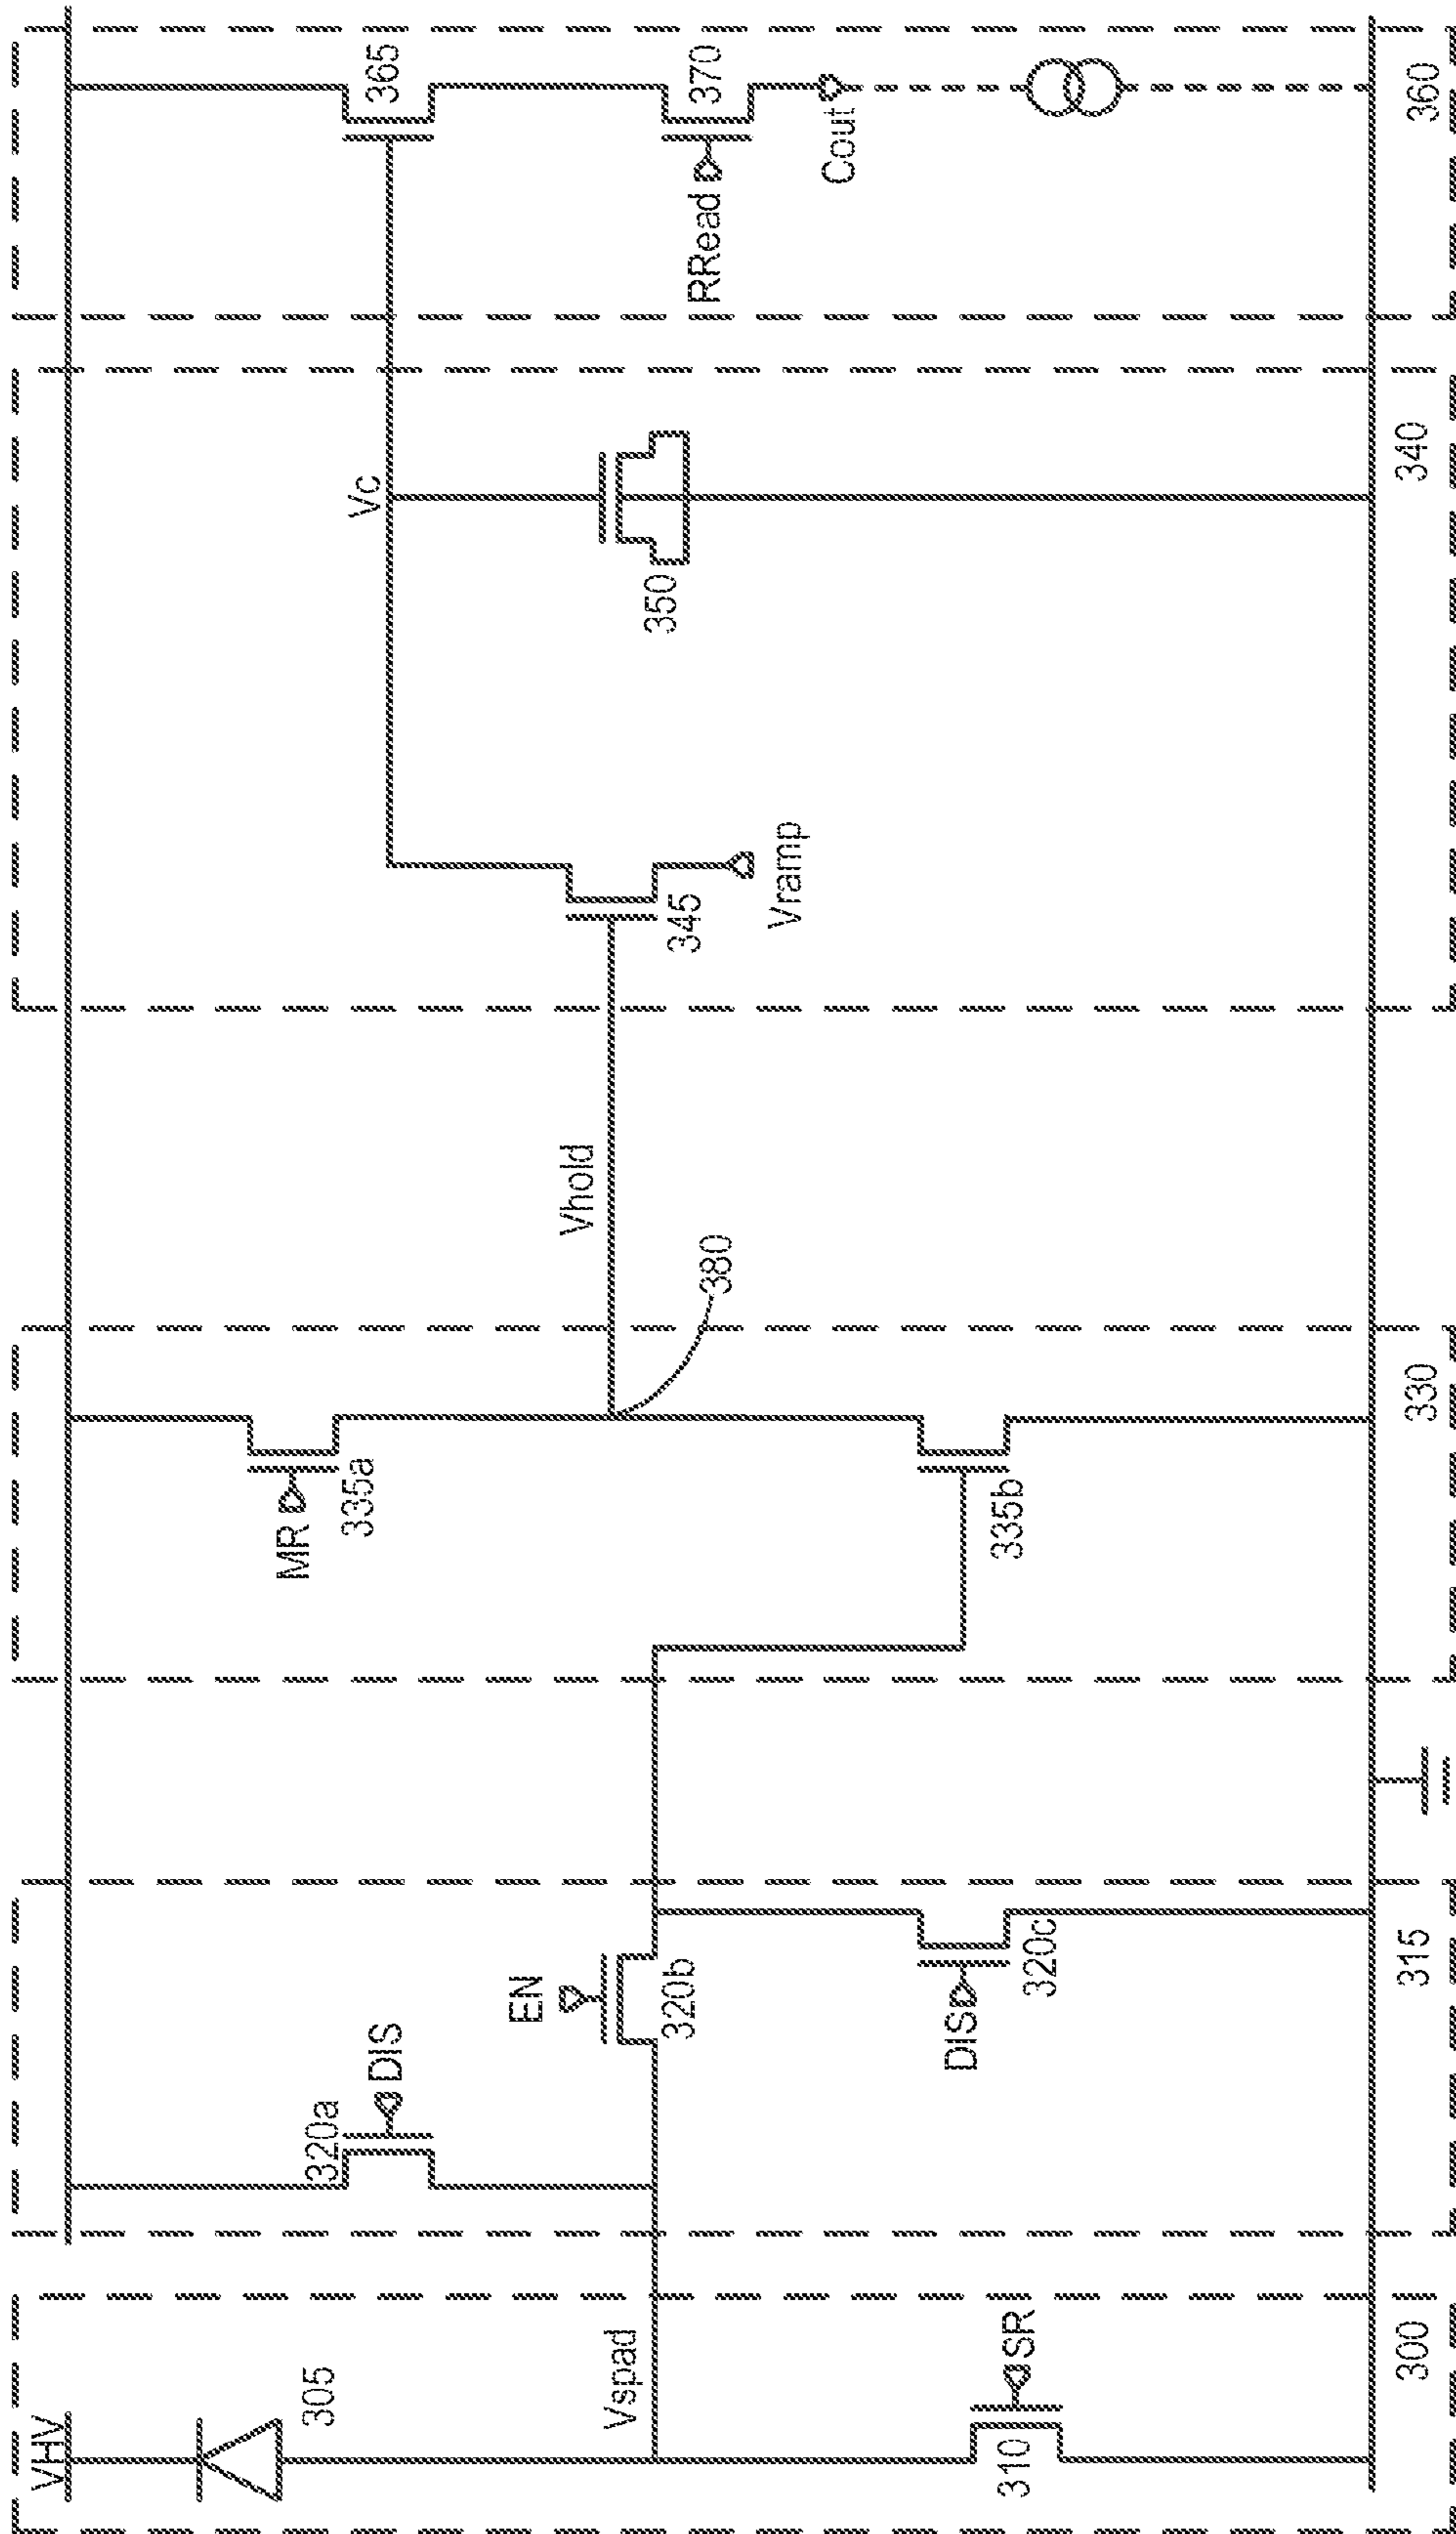 VHV
305
Vspad
310
SR
300
320a
DIS
EN
320b
DIS
320c
315
MR
335a
335b
330
380
Vhold
345
Vramp
Vc
350
340
365
RRead
370
Cout
360